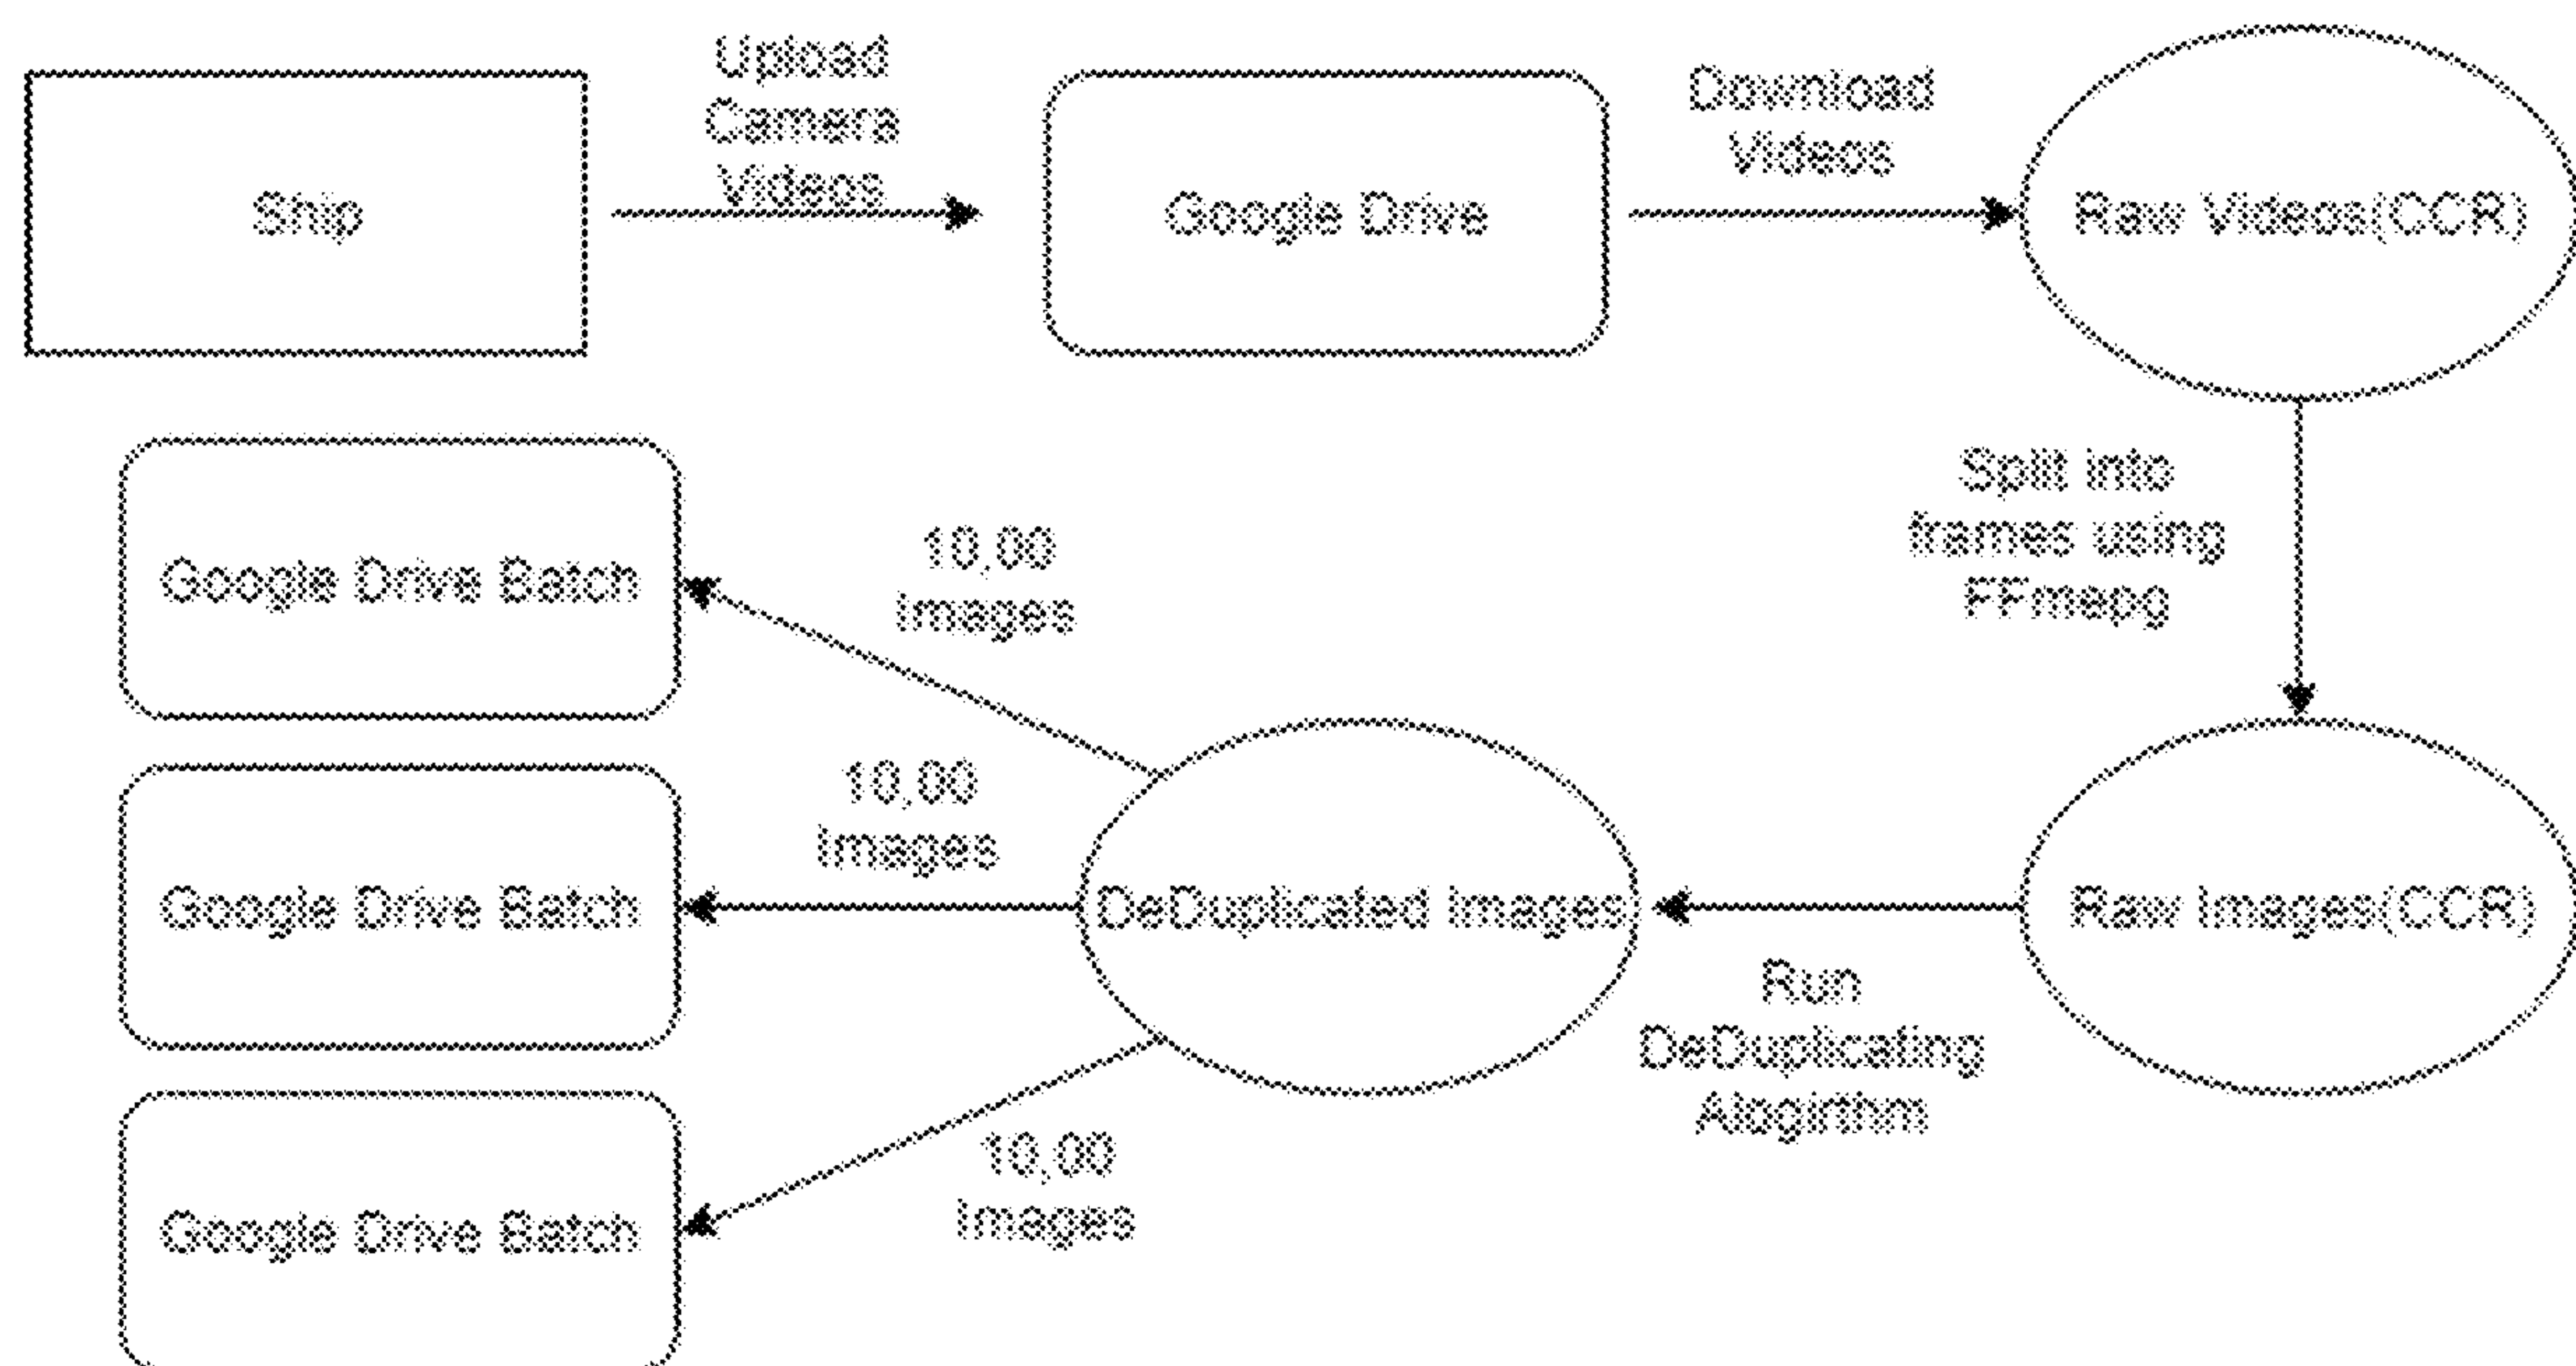 Ship
Upload
Camera
Videos
Google Drive
Download
Videos
Raw Videos(CCR)
Split into
frames using
FFmepg
Raw Images(CCR)
Run
DeDuplicating
Alogirthm
DeDuplicated Images
10,00
Images
Google Drive Batch
10,00
Images
Google Drive Batch
10,00
Images
Google Drive Batch